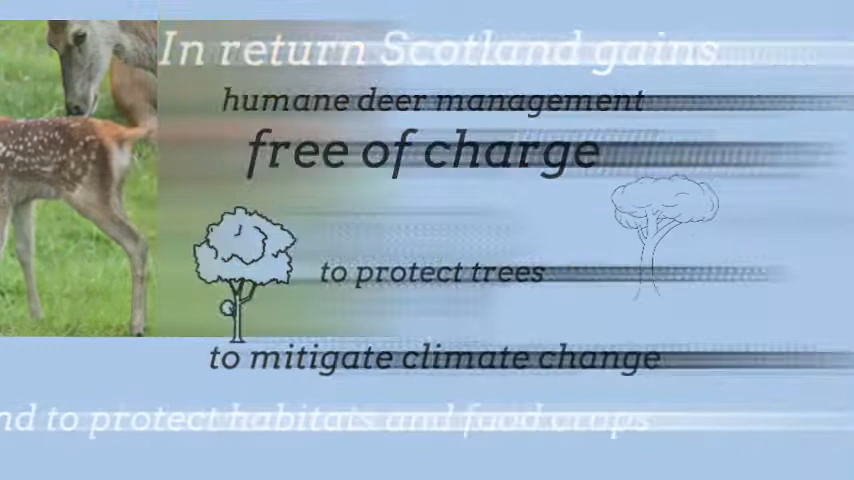 In return Scotland gains
humane deer management
free of charge
to protect trees
to mitigate climate change
nd to protect habitats and food crops